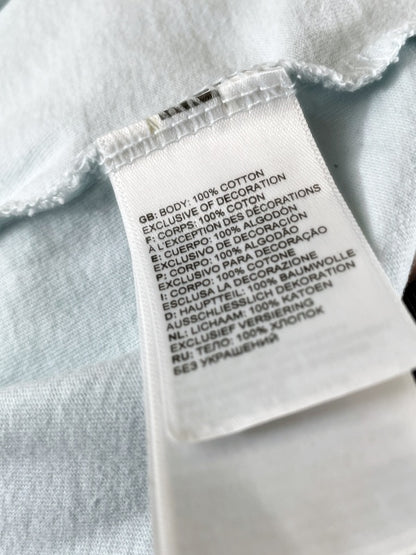 GB: BODY: 100% COTTON
EXCLUSIVE OF DECORATION
F: CORPS: 100% COTON
À L'EXCEPTION DES DÉCORATIONS
E: CUERPO: 100% ALGODÓN
EXCLUSIVO DE DECORACIÓN
P: CORPO: 100% ALGODÃO
EXCLUSIVO PARA DECORAÇÃO
I: CORPO: 100% COTONE
ESCLUSA LA DECORAZIONE
D: HAUPTTEIL: 100% BAUMWOLLE
AUSSCHLIESSLICH DEKORATION
NL: LICHAAM: 100% KATOEN
EXCLUSIEF VERSIERING
RU: ТЕЛО: 100% ХЛОПОК
БЕЗ УКРАШЕНИЙ